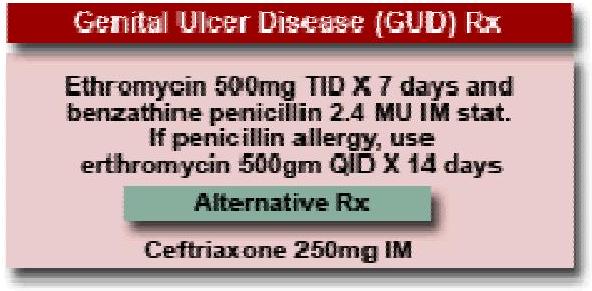 Genital Ulcer Disease (GUD) Rx
Ethromycin 500mg TID X 7 days and
benzathine penicillin 2.4 MU IM stat.
If penicillin allergy, use
erthromycin 500gm QID X 14 days
Alternative Rx
Ceftriaxone 250mg IM